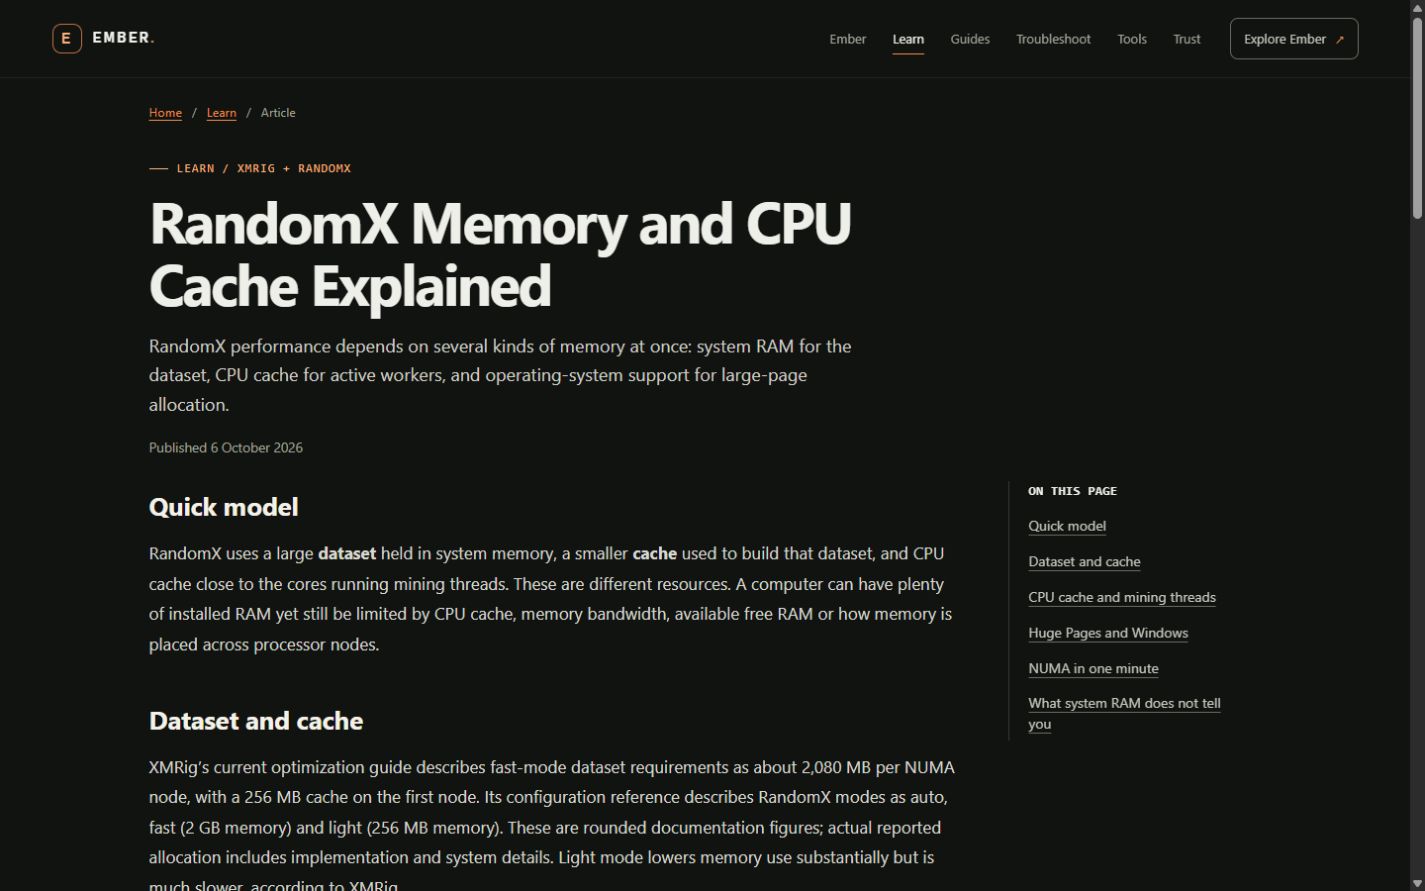 E EMBER.
Ember Learn Guides Troubleshoot Tools Trust Explore Ember ↗
Home / Learn / Article
LEARN / XMRIG + RANDOMX
RandomX Memory and CPU
Cache Explained
RandomX performance depends on several kinds of memory at once: system RAM for the
dataset, CPU cache for active workers, and operating-system support for large-page
allocation.
Published 6 October 2026
Quick model
RandomX uses a large dataset held in system memory, a smaller cache used to build that dataset, and CPU
cache close to the cores running mining threads. These are different resources. A computer can have plenty
of installed RAM yet still be limited by CPU cache, memory bandwidth, available free RAM or how memory is
placed across processor nodes.
Dataset and cache
XMRig's current optimization guide describes fast-mode dataset requirements as about 2,080 MB per NUMA
node, with a 256 MB cache on the first node. Its configuration reference describes RandomX modes as auto,
fast (2 GB memory) and light (256 MB memory). These are rounded documentation figures; actual reported
allocation includes implementation and system details. Light mode lowers memory use substantially but is
much slower, according to XMRig.
ON THIS PAGE
Quick model
Dataset and cache
CPU cache and mining threads
Huge Pages and Windows
NUMA in one minute
What system RAM does not tell
you